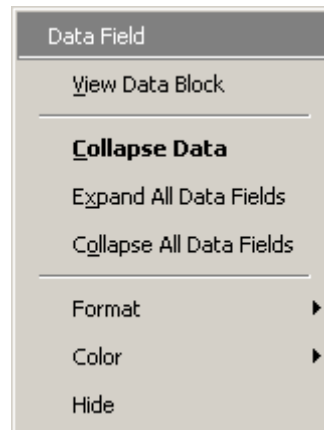 Data Field
View Data Block
Collapse Data
Expand All Data Fields
Collapse All Data Fields
Format
Color
Hide